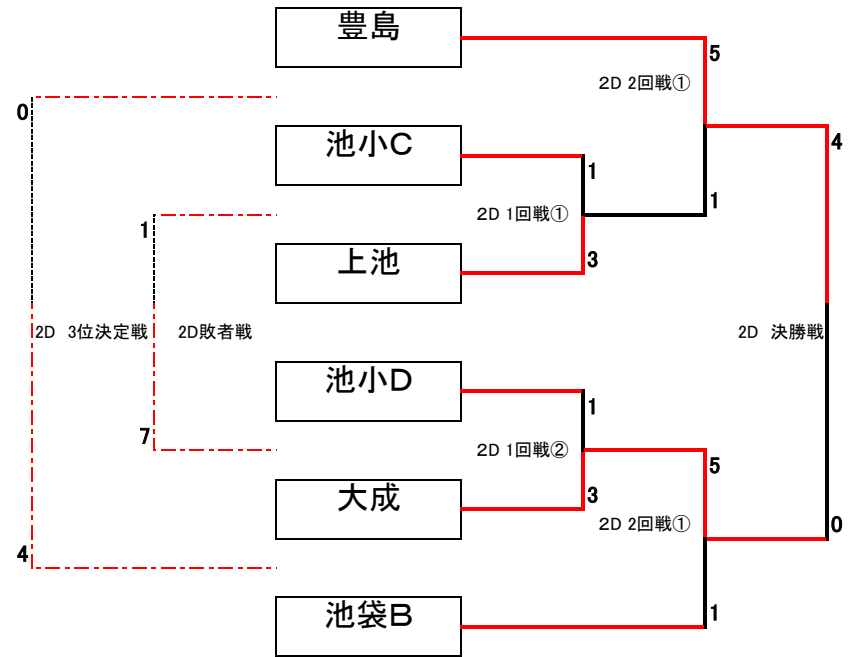 豊島
5
2D 2回戦①
0
4
池小C
1
1
2D 1回戦①
1
上池
3
2D 3位決定戦
2D敗者戦
2D 決勝戦
池小D
1
7
2D 1回戦②
5
大成
3
2D 2回戦①
0
4
池袋B
1